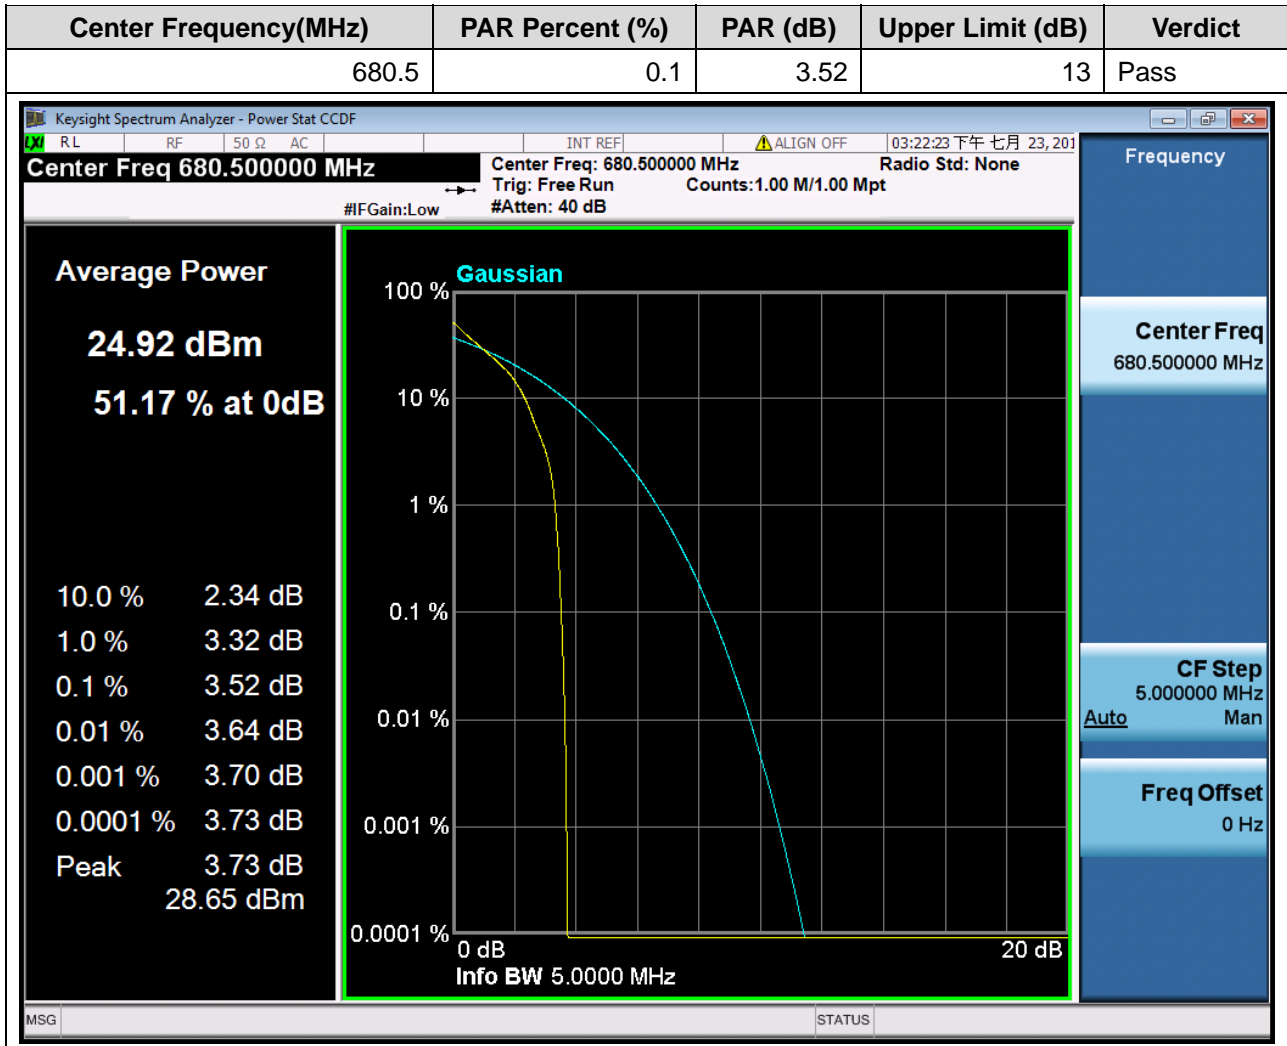 Center Frequency(MHz) PAR Percent (%) PAR (dB) Upper Limit (dB) Verdict
680.5 0.1 3.52 13 Pass
Keysight Spectrum Analyzer - Power Stat CCDF
LXI RL RF 50 Ω AC INT REF ALIGN OFF 03:22:23 下午 七月 23, 201
Center Freq 680.500000 MHz
Center Freq: 680.500000 MHz Radio Std: None
Trig: Free Run Counts:1.00 M/1.00 Mpt
#IFGain:Low #Atten: 40 dB
Average Power
24.92 dBm
51.17 % at 0dB
10.0 % 2.34 dB
1.0 % 3.32 dB
0.1 % 3.52 dB
0.01 % 3.64 dB
0.001 % 3.70 dB
0.0001 % 3.73 dB
Peak 3.73 dB
28.65 dBm
Gaussian
100 %
10 %
1 %
0.1 %
0.01 %
0.001 %
0.0001 %
0 dB 20 dB
Info BW 5.0000 MHz
Frequency
Center Freq
680.500000 MHz
CF Step
5.000000 MHz
Auto Man
Freq Offset
0 Hz
MSG STATUS